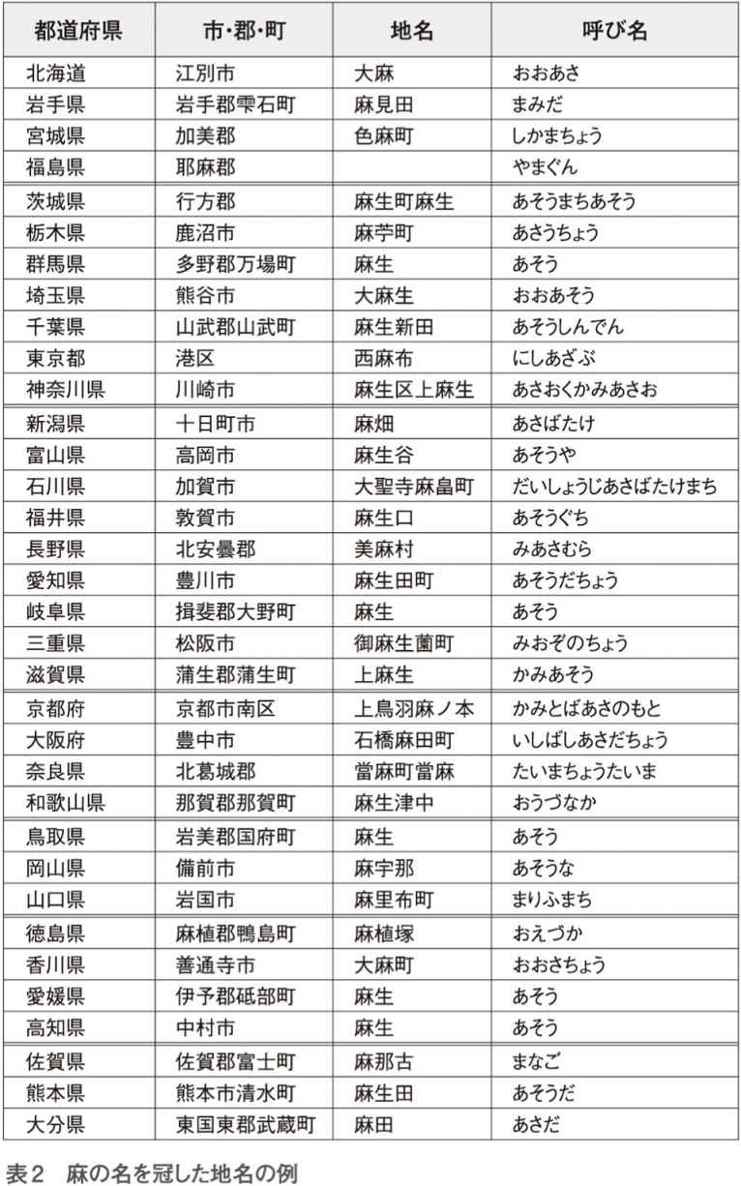 都道府県 市・郡・町 地名 呼び名
北海道 江別市 大麻 おおあさ
岩手県 岩手郡雫石町 麻見田 まみだ
宮城県 加美郡 色麻町 しかまちょう
福島県 耶麻郡 やまぐん
茨城県 行方郡 麻生町麻生 あそうまちあそう
栃木県 鹿沼市 麻苧町 あさうちょう
群馬県 多野郡万場町 麻生 あそう
埼玉県 熊谷市 大麻生 おおあそう
千葉県 山武郡山武町 麻生新田 あそうしんでん
東京都 港区 西麻布 にしあざぶ
神奈川県 川崎市 麻生区上麻生 あさおくかみあさお
新潟県 十日町市 麻畑 あさばたけ
富山県 高岡市 麻生谷 あそうや
石川県 加賀市 大聖寺麻畠町 だいしょうじあさばたけまち
福井県 敦賀市 麻生口 あそうぐち
長野県 北安曇郡 美麻村 みあさむら
愛知県 豊川市 麻生田町 あそうだちょう
岐阜県 揖斐郡大野町 麻生 あそう
三重県 松阪市 御麻生薗町 みおぞのちょう
滋賀県 蒲生郡蒲生町 上麻生 かみあそう
京都府 京都市南区 上鳥羽麻ノ本 かみとばあさのもと
大阪府 豊中市 石橋麻田町 いしばしあさだちょう
奈良県 北葛城郡 當麻町當麻 たいまちょうたいま
和歌山県 那賀郡那賀町 麻生津中 おうづなか
鳥取県 岩美郡国府町 麻生 あそう
岡山県 備前市 麻宇那 あそうな
山口県 岩国市 麻里布町 まりふまち
徳島県 麻植郡鴨島町 麻植塚 おえづか
香川県 善通寺市 大麻町 おおさちょう
愛媛県 伊予郡砥部町 麻生 あそう
高知県 中村市 麻生 あそう
佐賀県 佐賀郡富士町 麻那古 まなご
熊本県 熊本市清水町 麻生田 あそうだ
大分県 東国東郡武蔵町 麻田 あさだ
表2 麻の名を冠した地名の例